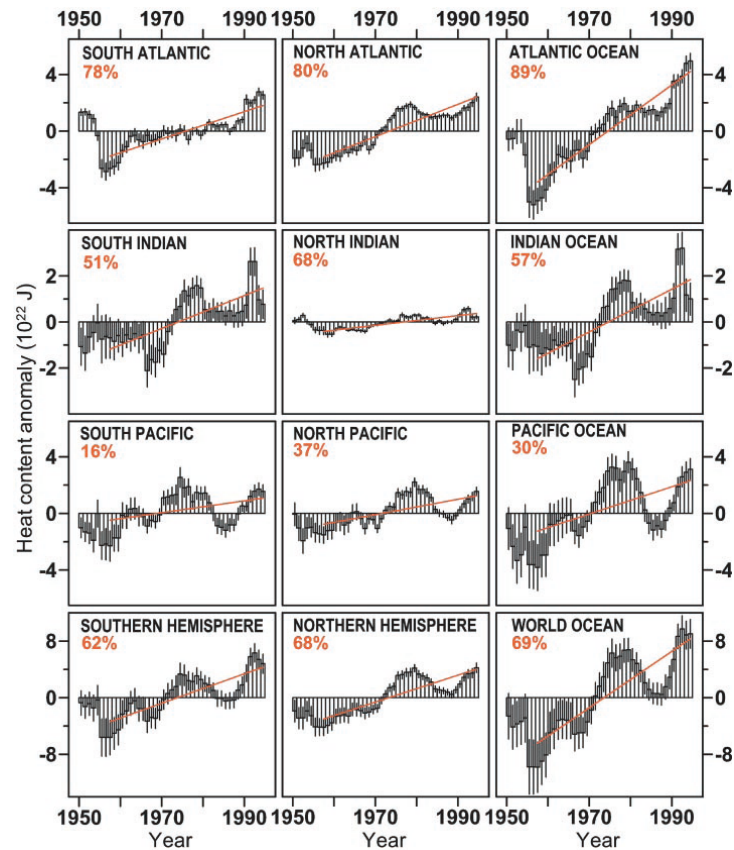 1950 1970 1990 1950 1970 1990 1950 1970 1990
SOUTH ATLANTIC
78%
NORTH ATLANTIC
80%
ATLANTIC OCEAN
89%
4
0
-4
4
0
-4
SOUTH INDIAN
51%
NORTH INDIAN
68%
INDIAN OCEAN
57%
2
0
-2
2
0
-2
Heat content anomaly (10²² J)
SOUTH PACIFIC
16%
NORTH PACIFIC
37%
PACIFIC OCEAN
30%
4
0
-4
4
0
-4
SOUTHERN HEMISPHERE
62%
NORTHERN HEMISPHERE
68%
WORLD OCEAN
69%
8
0
-8
8
0
-8
1950 1970 1990 1950 1970 1990 1950 1970 1990
Year Year Year